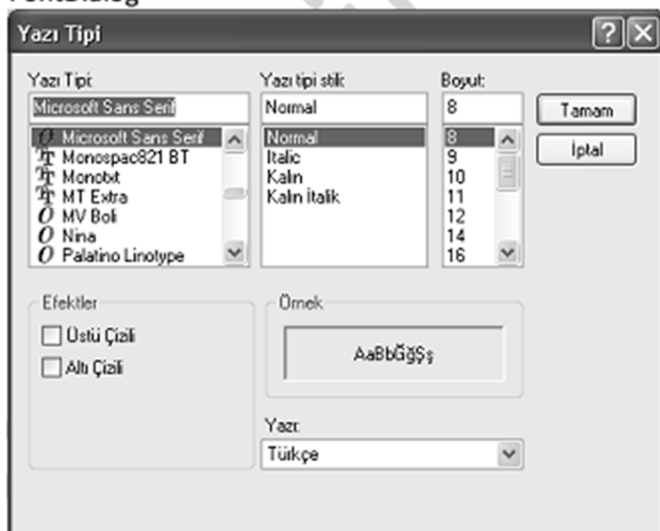 FontDialog
Yazı Tipi
Yazı Tipi: Yazı tipi stili: Boyut:
Microsoft Sans Serif Normal 8 Tamam
Microsoft Sans Serif Normal 8
Monospac821 BT Italic 9 İptal
Monotxt Kalın 10
MT Extra Kalın İtalik 11
MV Boli 12
Nina 14
Palatino Linotype 16
Efektler Örnek
Üstü Çizili
AaBbĞğŞş
Altı Çizili
Yazı:
Türkçe